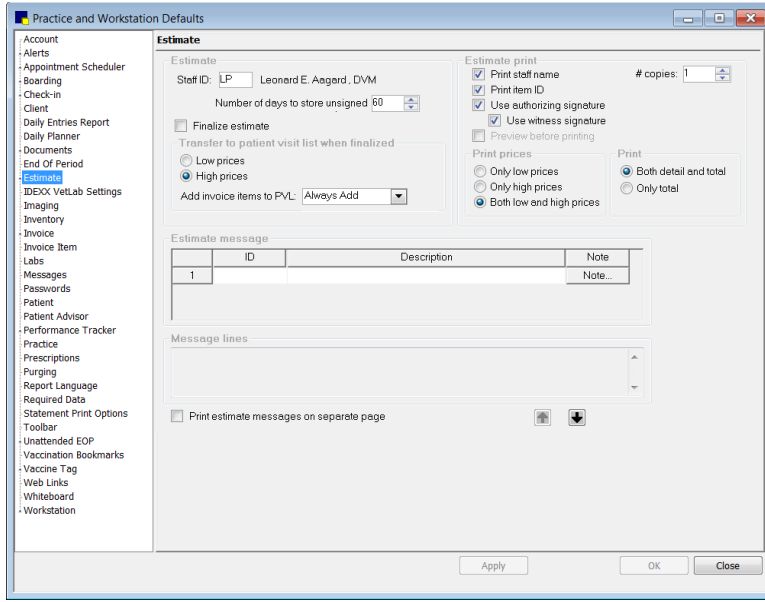 Practice and Workstation Defaults
Account
Alerts
Appointment Scheduler
Boarding
Check-in
Client
Daily Entries Report
Daily Planner
Documents
End Of Period
Estimate
IDEXX VetLab Settings
Imaging
Inventory
Invoice
Invoice Item
Labs
Messages
Passwords
Patient
Patient Advisor
Performance Tracker
Practice
Prescriptions
Purging
Report Language
Required Data
Statement Print Options
Toolbar
Unattended EOP
Vaccination Bookmarks
Vaccine Tag
Web Links
Whiteboard
Workstation
Estimate
Estimate
Staff ID: LP Leonard E. Aagard , DVM
Number of days to store unsigned 60
Finalize estimate
Transfer to patient visit list when finalized
Low prices
High prices
Add invoice items to PVL: Always Add
Estimate print
Print staff name # copies: 1
Print item ID
Use authorizing signature
Use witness signature
Preview before printing
Print prices
Only low prices
Only high prices
Both low and high prices
Print
Both detail and total
Only total
Estimate message
ID Description Note
1 Note...
Message lines
Print estimate messages on separate page
Apply OK Close